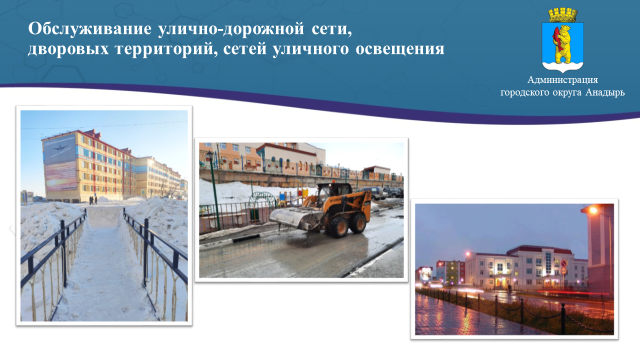 Обслуживание улично-дорожной сети,
дворовых территорий, сетей уличного освещения
Администрация
городского округа Анадырь